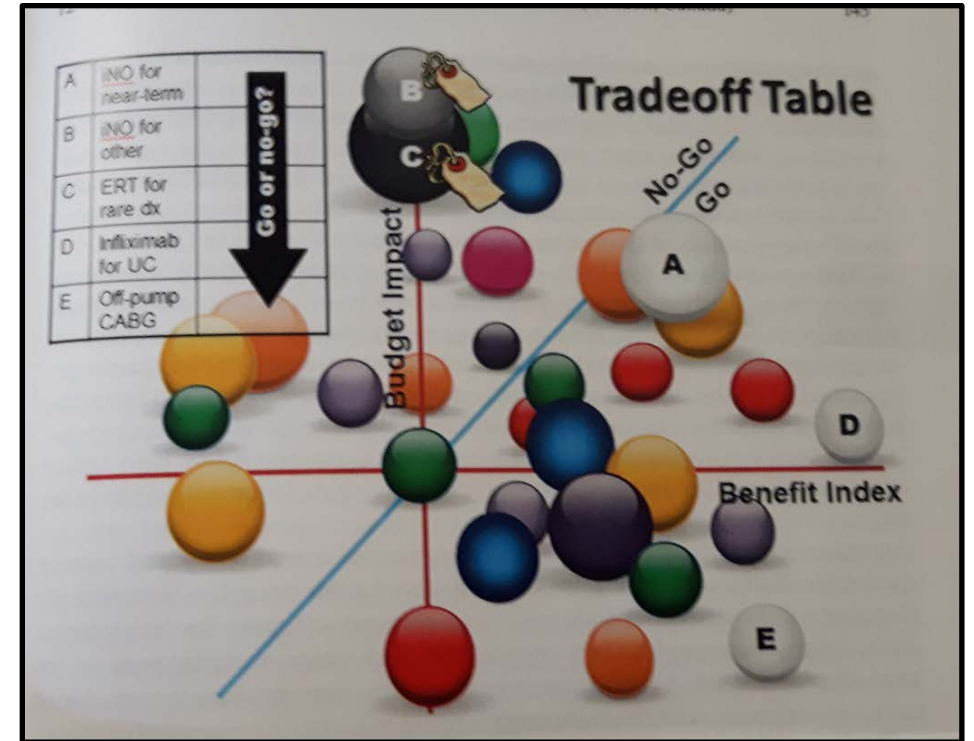 145
Tradeoff Table
A
iNO for
near-term
B
iNO for
other
C
ERT for
rare dx
D
Infliximab
for UC
E
Off-pump
CABG
Go or no-go?
B
C
No-Go
Go
A
Budget Impact
D
Benefit Index
E